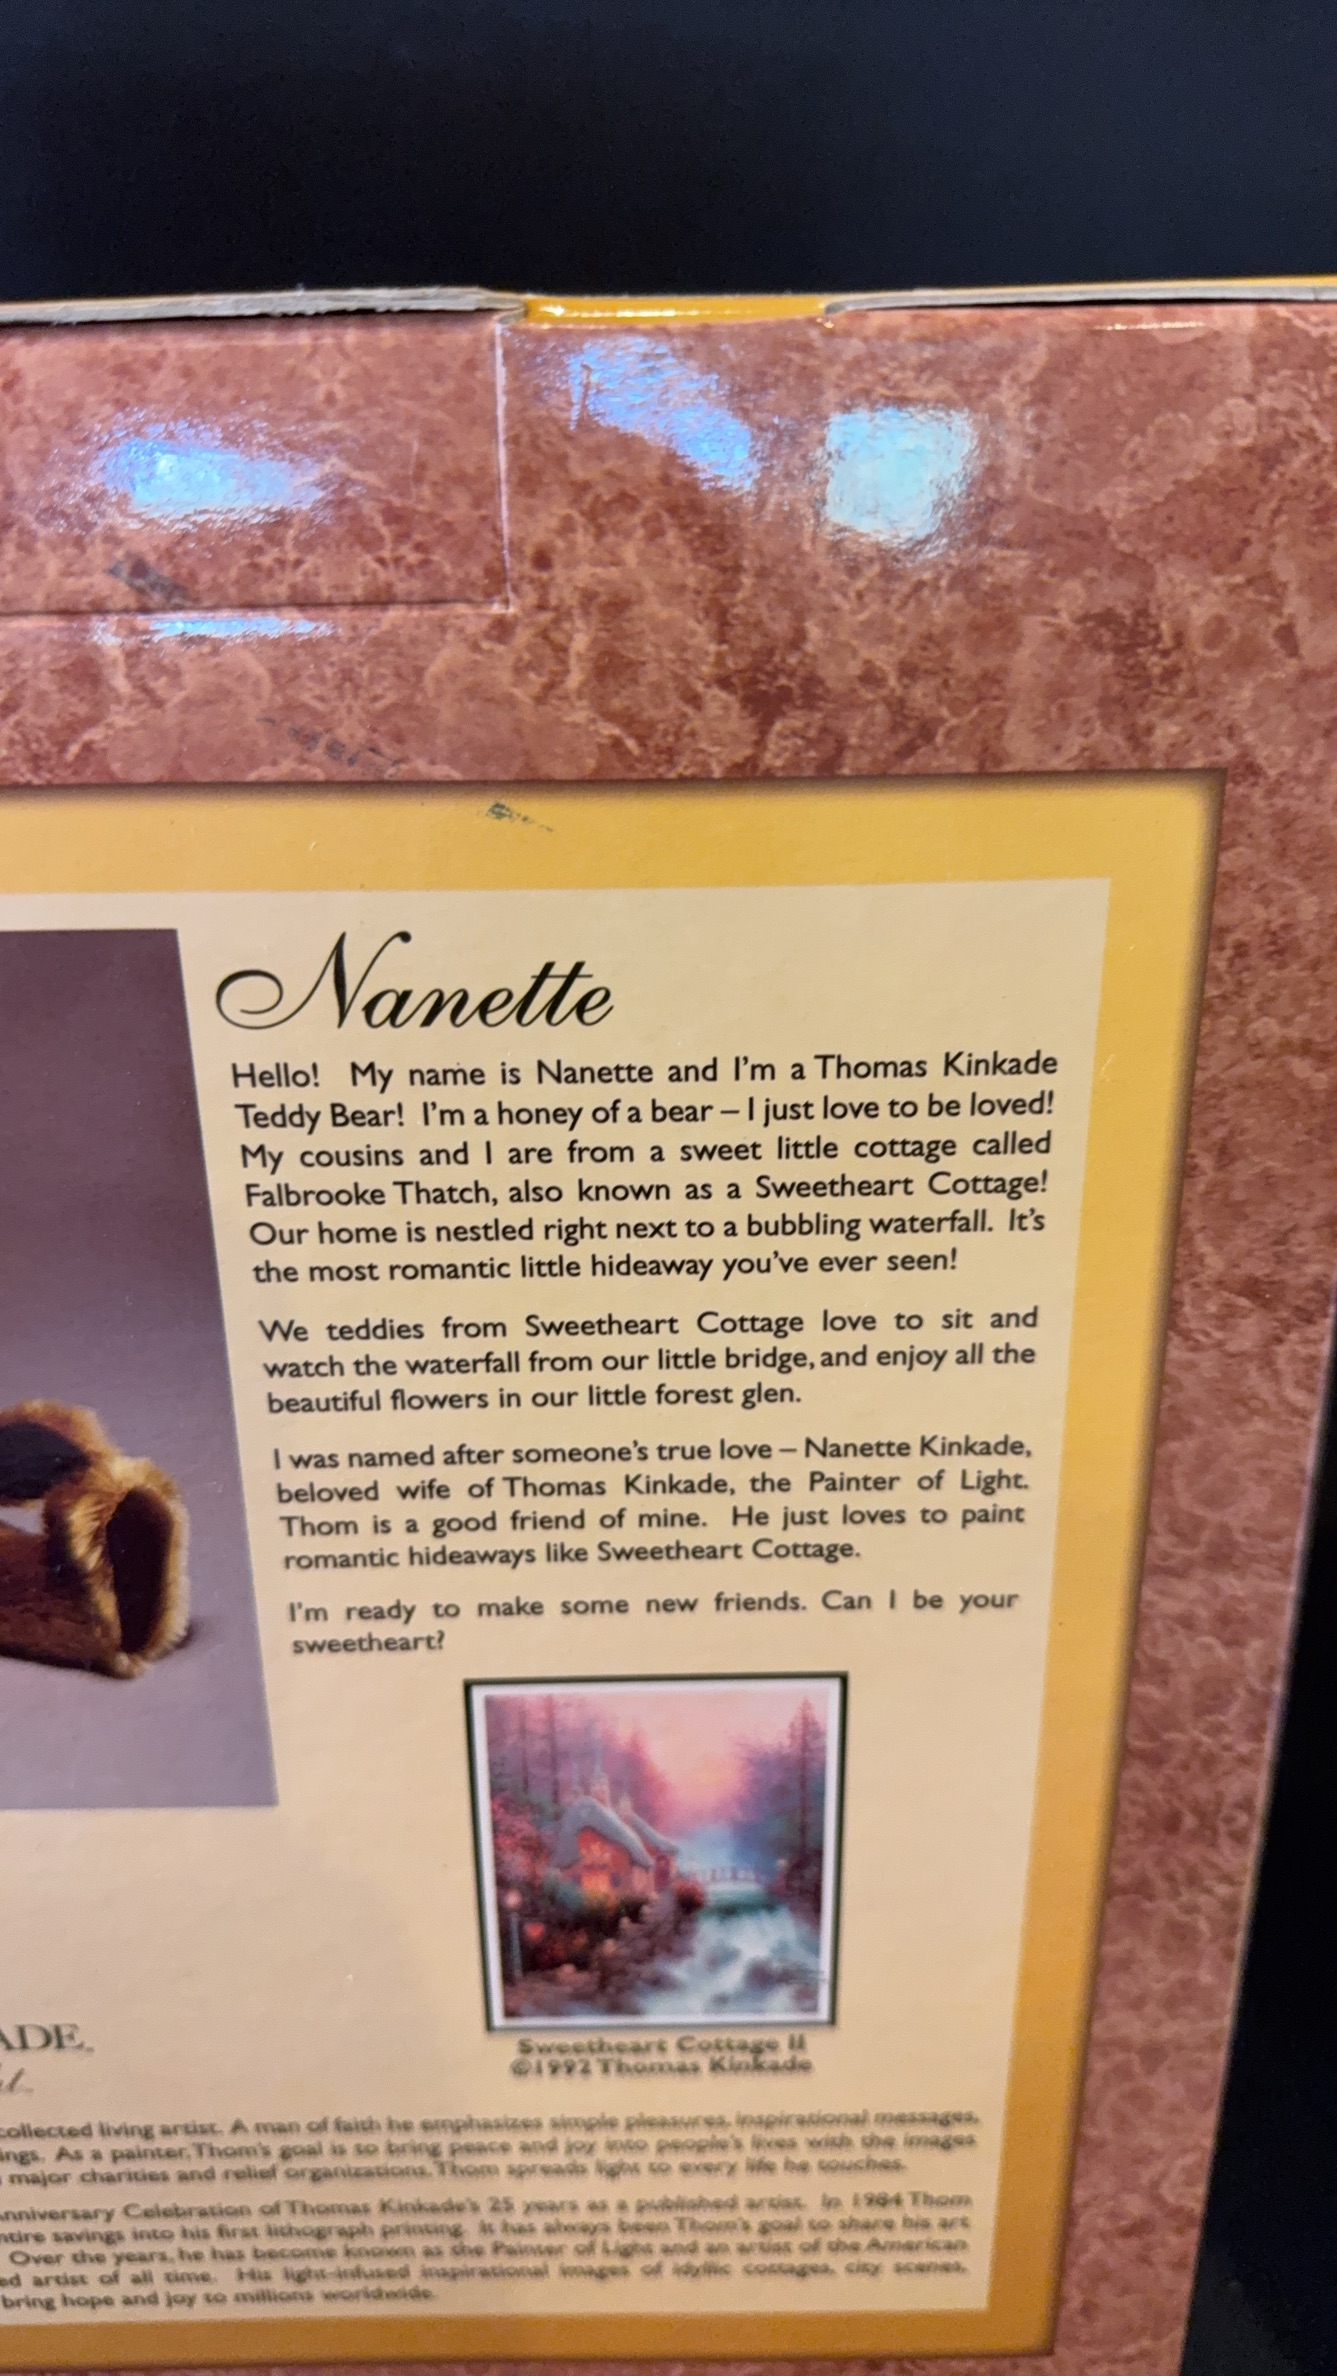 Nanette
Hello! My name is Nanette and I'm a Thomas Kinkade
Teddy Bear! I'm a honey of a bear – I just love to be loved!
My cousins and I are from a sweet little cottage called
Falbrooke Thatch, also known as a Sweetheart Cottage!
Our home is nestled right next to a bubbling waterfall. It's
the most romantic little hideaway you've ever seen!
We teddies from Sweetheart Cottage love to sit and
watch the waterfall from our little bridge, and enjoy all the
beautiful flowers in our little forest glen.
I was named after someone's true love – Nanette Kinkade,
beloved wife of Thomas Kinkade, the Painter of Light.
Thom is a good friend of mine. He just loves to paint
romantic hideaways like Sweetheart Cottage.
I'm ready to make some new friends. Can I be your
sweetheart?
Sweetheart Cottage II
©1992 Thomas Kinkade
ADE
collected living artist. A man of faith he emphasizes simple pleasures, inspirational messages,
ings. As a painter, Thom's goal is to bring peace and joy into people's lives with the images
major charities and relief organizations, Thom spreads light to every life he touches.
nniversary Celebration of Thomas Kinkade's 25 years as a published artist. In 1984 Thom
ntire savings into his first lithograph printing. It has always been Thom's goal to share his art
Over the years, he has become known as the Painter of Light and an artist of the American
ed artist of all time. His light-infused inspirational images of idyllic cottages, city scenes,
bring hope and joy to millions worldwide.